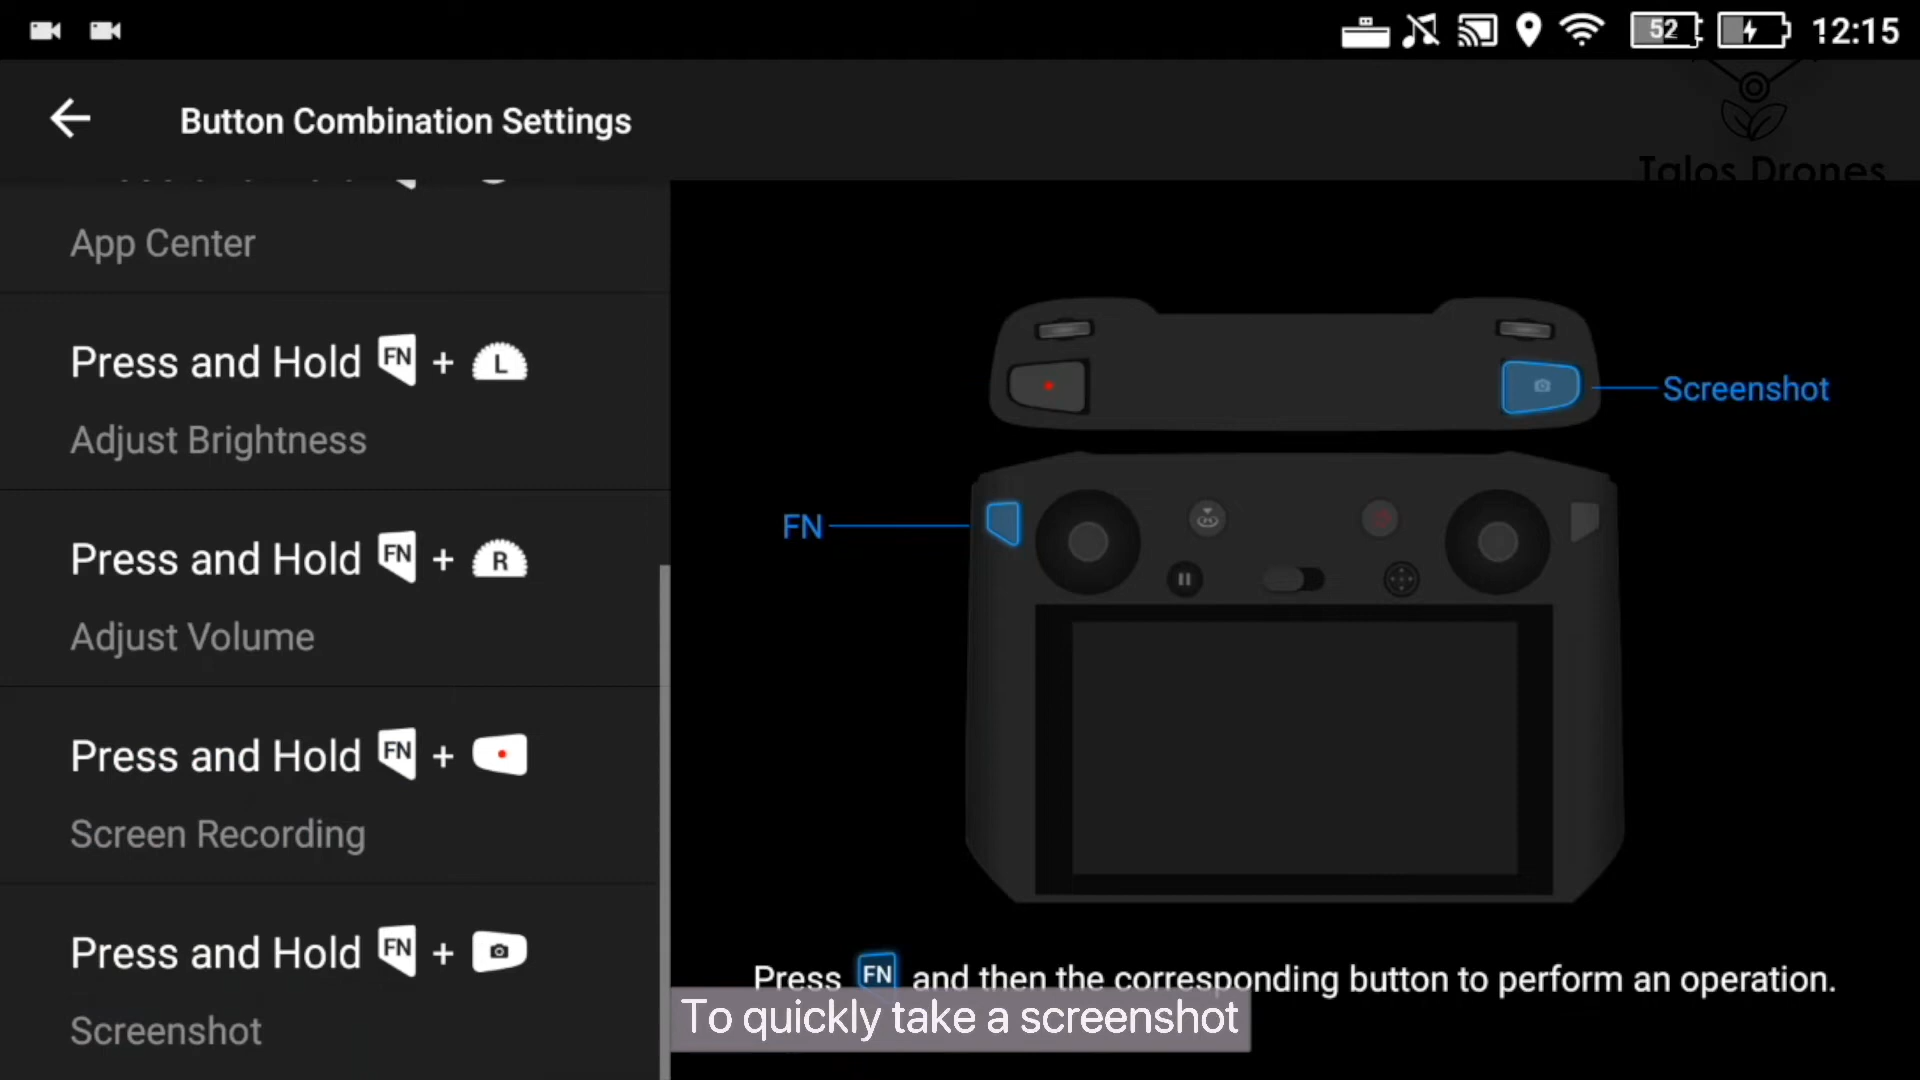 52 12:15
Button Combination Settings
Talos Drones
App Center
Press and Hold FN + L
Adjust Brightness
Press and Hold FN + R
Adjust Volume
Press and Hold FN +
Screen Recording
Press and Hold FN +
Screenshot
Screenshot
FN
Press FN and then the corresponding button to perform an operation.
To quickly take a screenshot